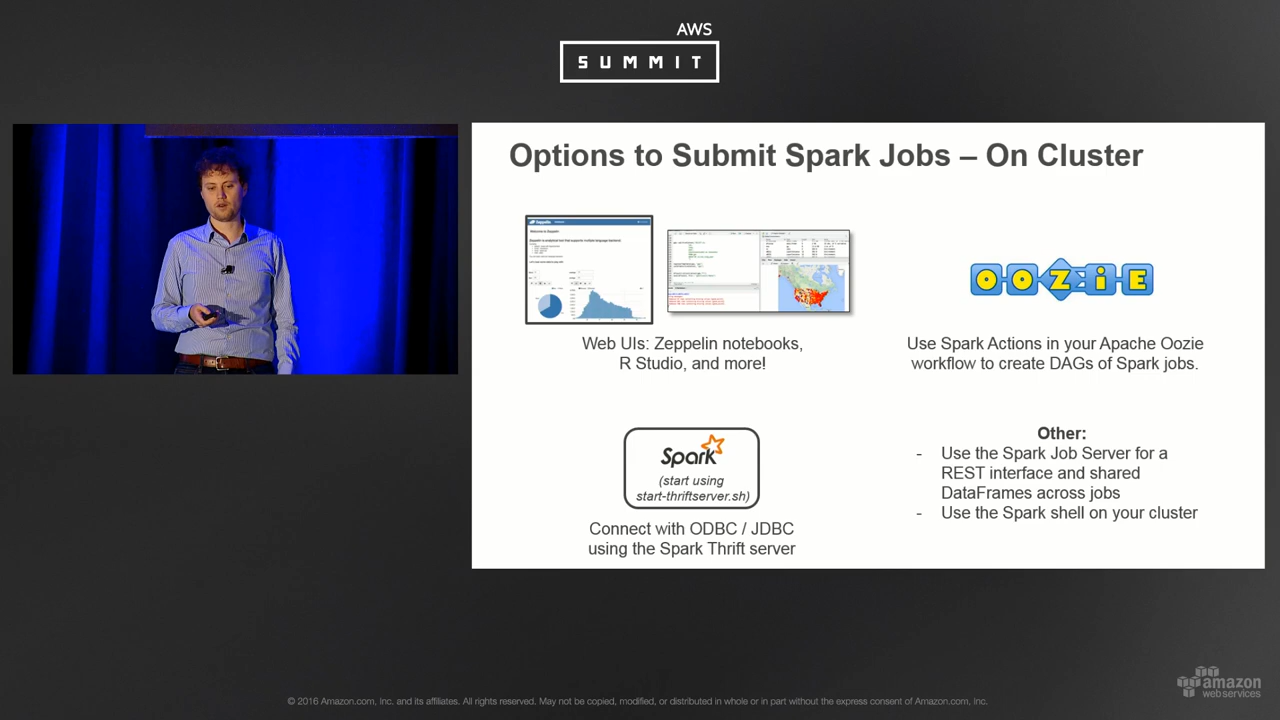 AWS
SUMMIT
Options to Submit Spark Jobs – On Cluster
Zeppelin
Welcome to Zeppelin
Web UIs: Zeppelin notebooks,
R Studio, and more!
OOZiE
Use Spark Actions in your Apache Oozie
workflow to create DAGs of Spark jobs.
Spark
(start using
start-thriftserver.sh)
Connect with ODBC / JDBC
using the Spark Thrift server
Other:
- Use the Spark Job Server for a
REST interface and shared
DataFrames across jobs
- Use the Spark shell on your cluster
amazon
web services
© 2016 Amazon.com, Inc. and its affiliates. All rights reserved. May not be copied, modified, or distributed in whole or in part without the express consent of Amazon.com, Inc.